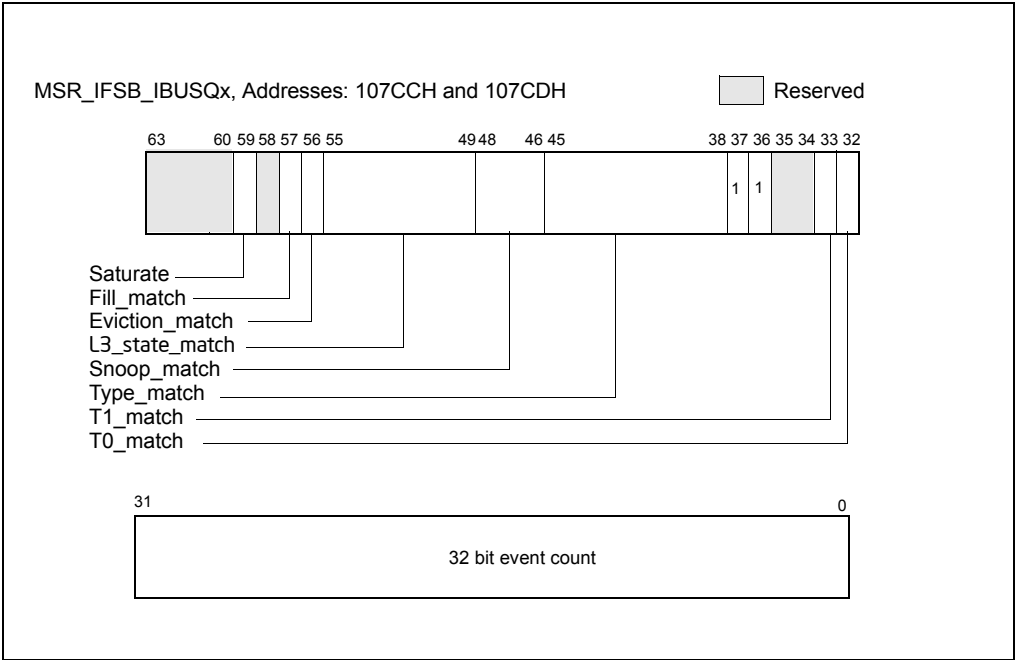 MSR_IFSB_IBUSQx, Addresses: 107CCH and 107CDH Reserved
63 60 59 58 57 56 55 49 48 46 45 38 37 36 35 34 33 32
1 1
Saturate
Fill_match
Eviction_match
L3_state_match
Snoop_match
Type_match
T1_match
T0_match
31 0
32 bit event count